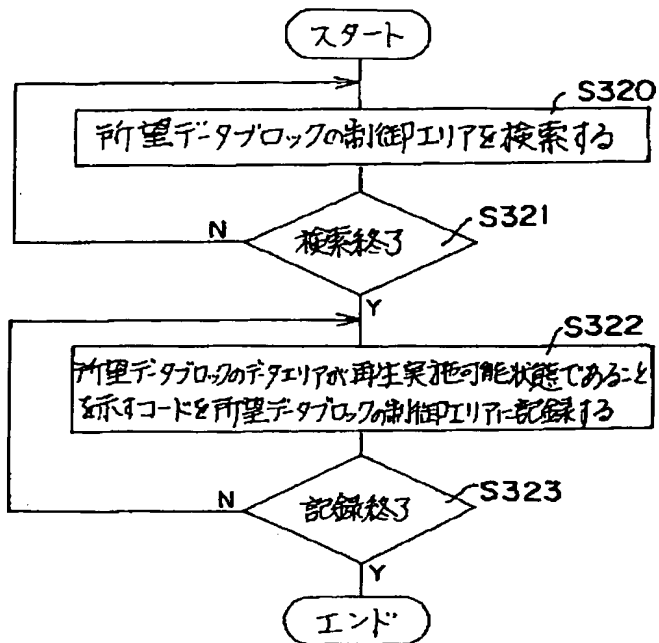 スタート
S320
所望データブロックの制御エリアを検索する
S321
N
検索終了
Y
S322
所望データブロックのデータエリアが再生実施可能状態であること
を示すコードを所望データブロックの制御エリアに記録する
S323
N
記録終了
Y
エンド